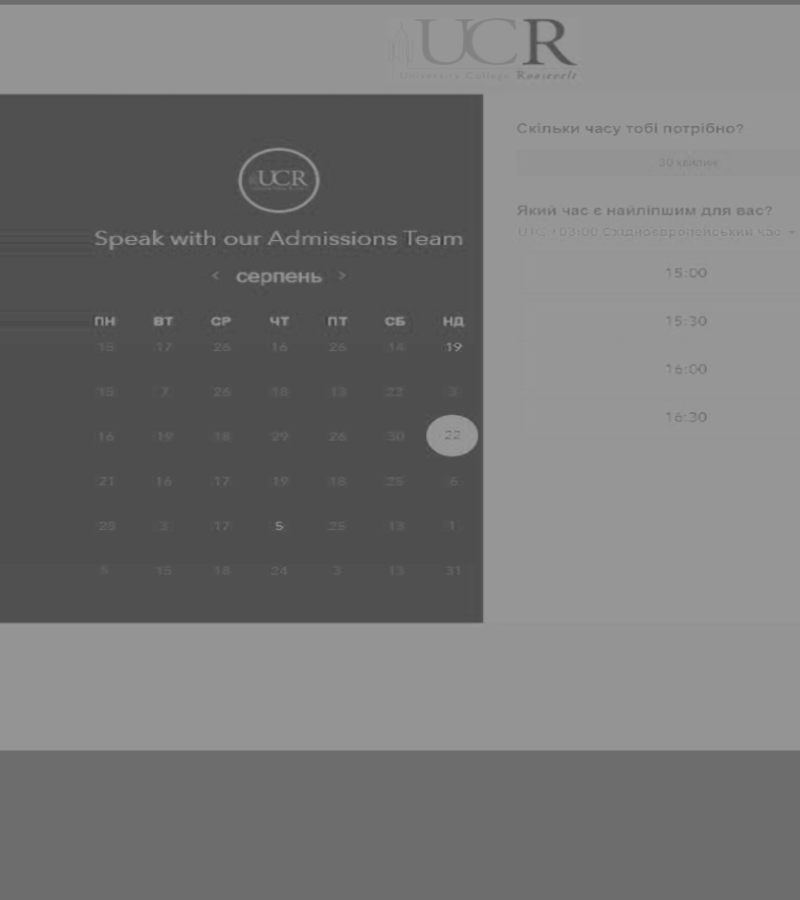 UCR
University College Roosevelt
UCR
Speak with our Admissions Team
< серпень >
ПН ВТ СР ЧТ ПТ СБ НД
15 17 26 16 26 14 19
15 7 26 18 13 23 3
16 19 18 29 26 30 22
21 16 17 19 18 25 6
28 3 17 5 25 13 1
5 15 18 24 3 13 31
Скільки часу тобі потрібно?
30 хвилин
Який час є найліпшим для вас?
UTC +03:00 Східноєвропейський час
15:00
15:30
16:00
16:30